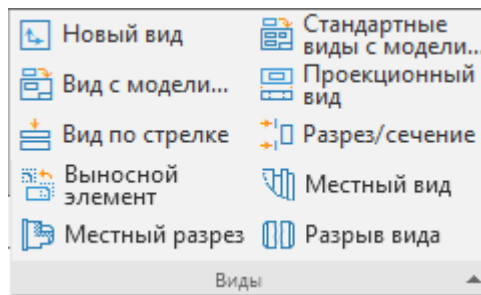 Новый вид
Стандартные
виды с модели...
Вид с модели...
Проекционный
вид
Вид по стрелке
Разрез/сечение
Выносной
элемент
Местный вид
Местный разрез
Разрыв вида
Виды